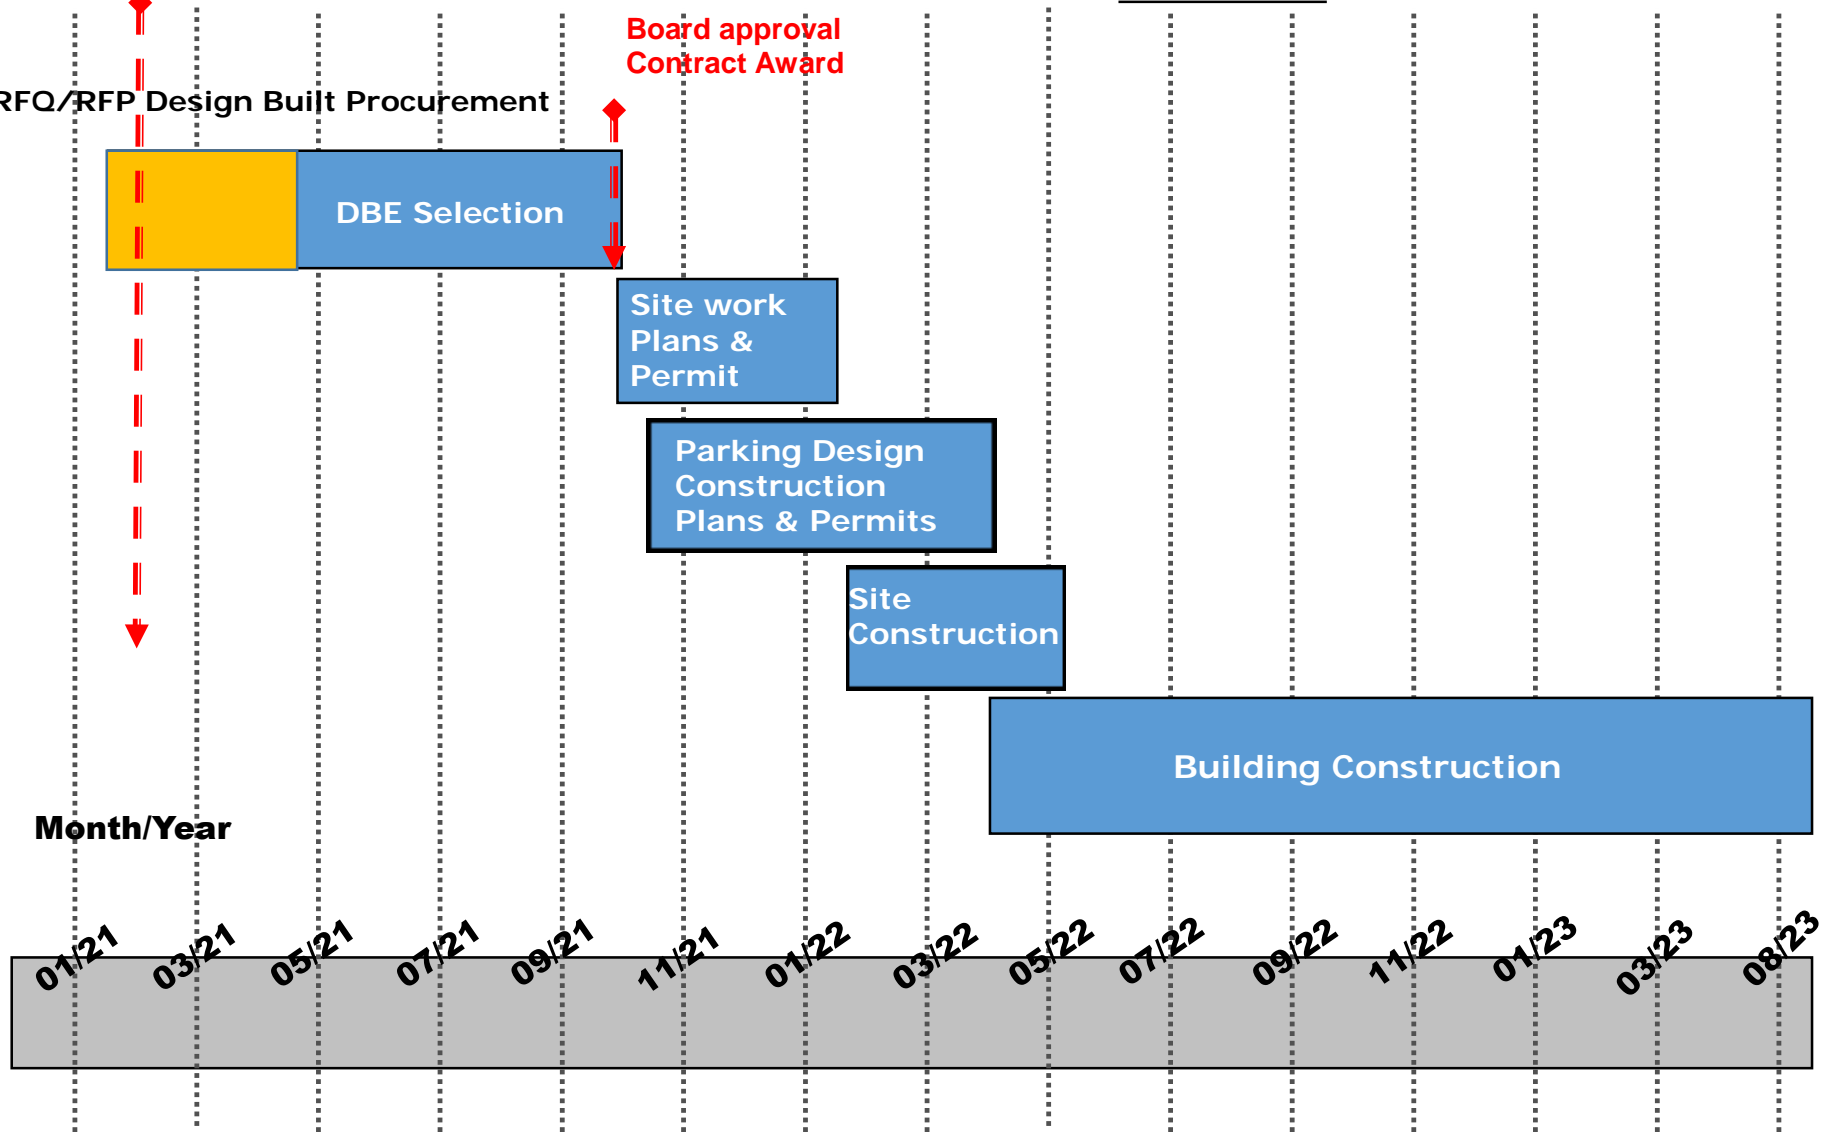 Board approval
Contract Award
RFQ/RFP Design Built Procurement
DBE Selection
Site work
Plans &
Permit
Parking Design
Construction
Plans & Permits
Site
Construction
Building Construction
Month/Year
01/21
03/21
05/21
07/21
09/21
11/21
01/22
03/22
05/22
07/22
09/22
11/22
01/23
03/23
08/23